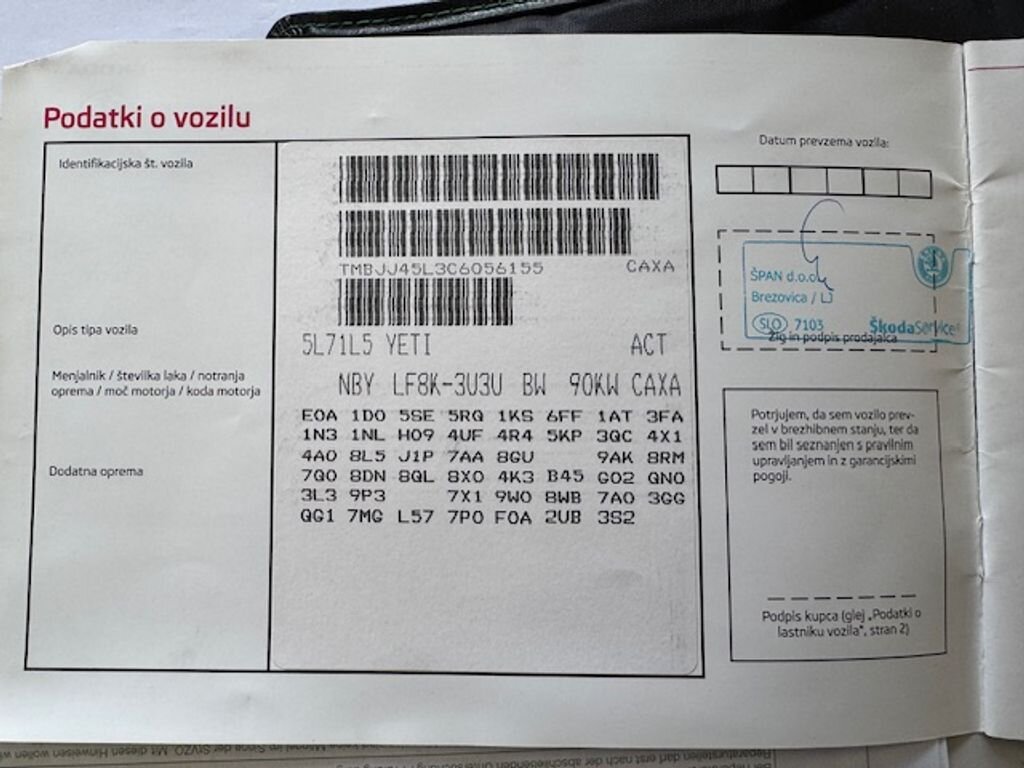 Podatki o vozilu
Identifikacijska št. vozila
TMBJJ45L3C6056155 CAXA
Opis tipa vozila
5L71L5 YETI ACT
Menjalnik / številka laka / notranja
oprema / moč motorja / koda motorja
NBY LF8K-3U3U BW 90KW CAXA
Dodatna oprema
E0A 1D0 5SE 5RQ 1KS 6FF 1AT 3FA
1N3 1NL H09 4UF 4R4 5KP 3QC 4X1
4A0 8L5 J1P 7AA 8GU 9AK 8RM
7Q0 8DN 8QL 8X0 4K3 B45 G02 QN0
3L3 9P3 7X1 9W0 8WB 7A0 3GG
QG1 7MG L57 7P0 F0A 2UB 3S2
Datum prevzema vozila:
ŠPAN d.o.o.
Brezovica / LJ
SLO 7103
ŠkodaService
Žig in podpis prodajalca
Potrjujem, da sem vozilo prev-
zel v brezhibnem stanju, ter da
sem bil seznanjen s pravilnim
upravljanjem in z garancijskimi
pogoji.
Podpis kupca (glej „Podatki o
lastniku vozila", stran 2)